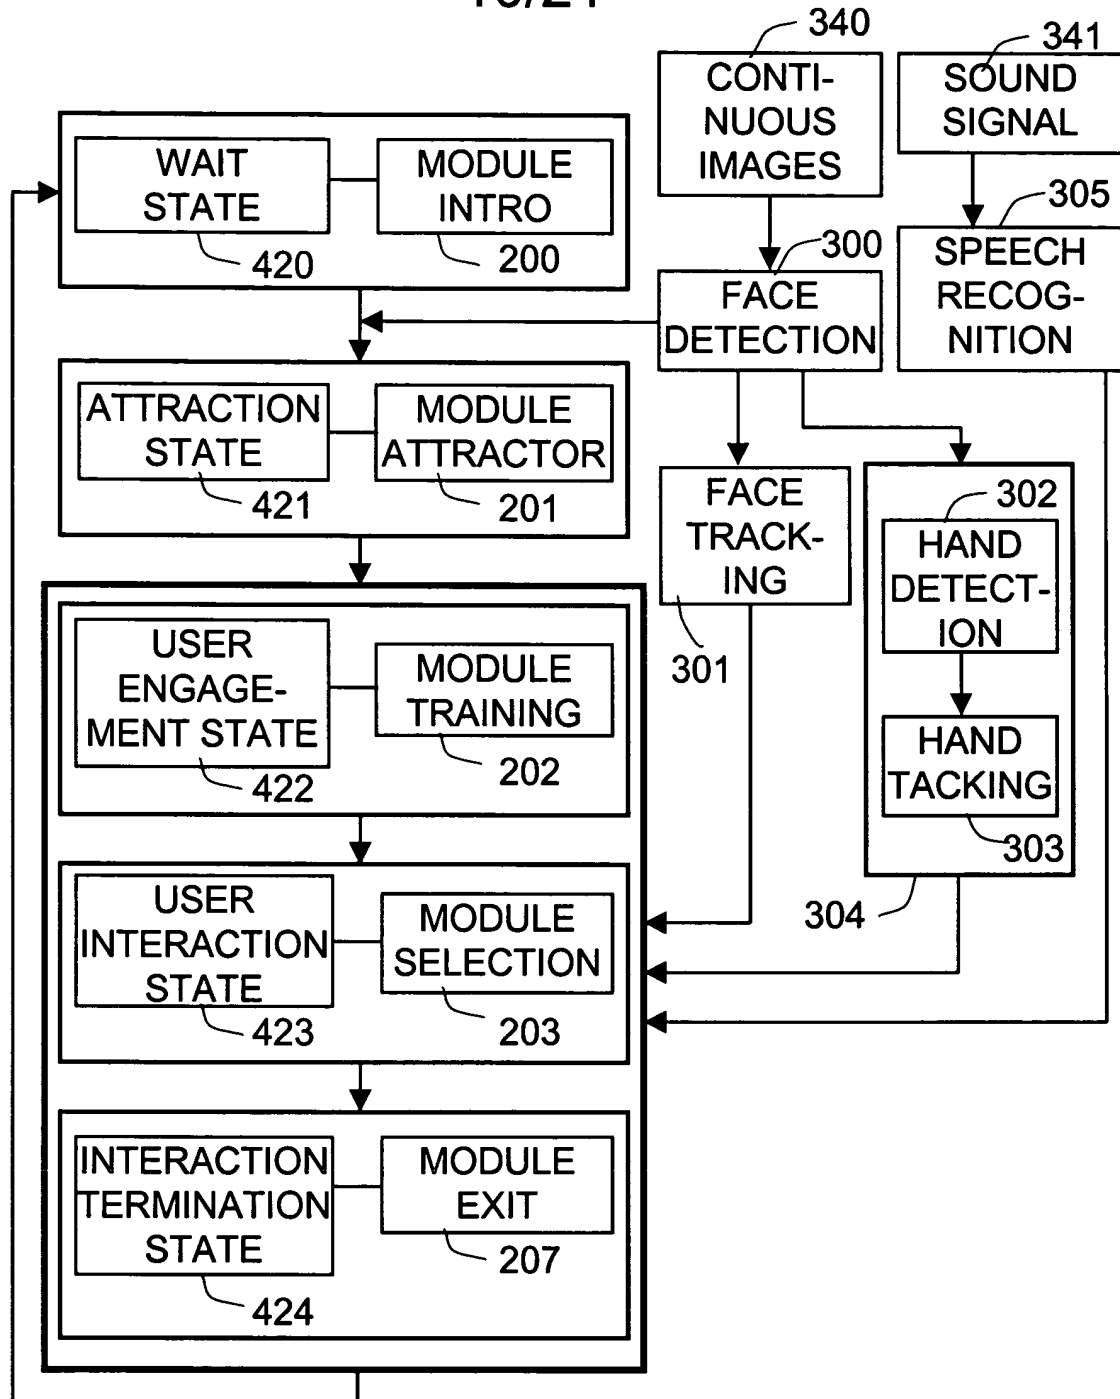 340
341
CONTI-
NUOUS
IMAGES
SOUND
SIGNAL
WAIT
STATE
MODULE
INTRO
420
200
305
300
SPEECH
RECOG-
NITION
FACE
DETECTION
ATTRACTION
STATE
MODULE
ATTRACTOR
421
201
FACE
TRACK-
ING
301
302
HAND
DETECT-
ION
USER
ENGAGE-
MENT STATE
MODULE
TRAINING
422
202
HAND
TACKING
303
304
USER
INTERACTION
STATE
MODULE
SELECTION
423
203
INTERACTION
TERMINATION
STATE
MODULE
EXIT
207
424